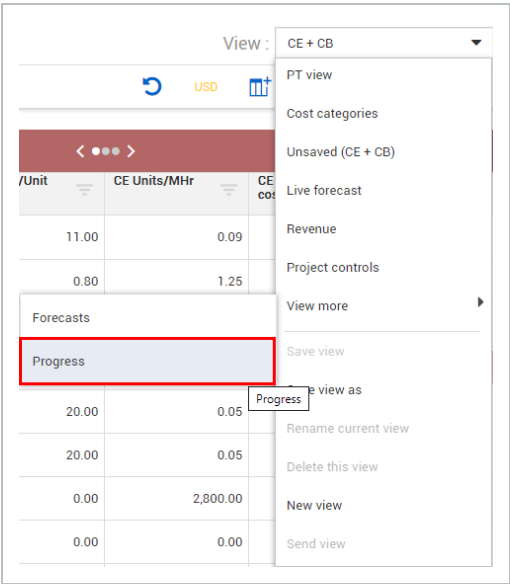 View : CE + CB
USD
PT view
Cost categories
Unsaved (CE + CB)
Live forecast
Revenue
Project controls
View more
Save view
view as
Rename current view
Delete this view
New view
Send view
/Unit
CE Units/MHr
CE
11.00
0.09
0.80
1.25
Forecasts
Progress
Progress
20.00
0.05
20.00
0.05
0.00
2,800.00
0.00
0.00